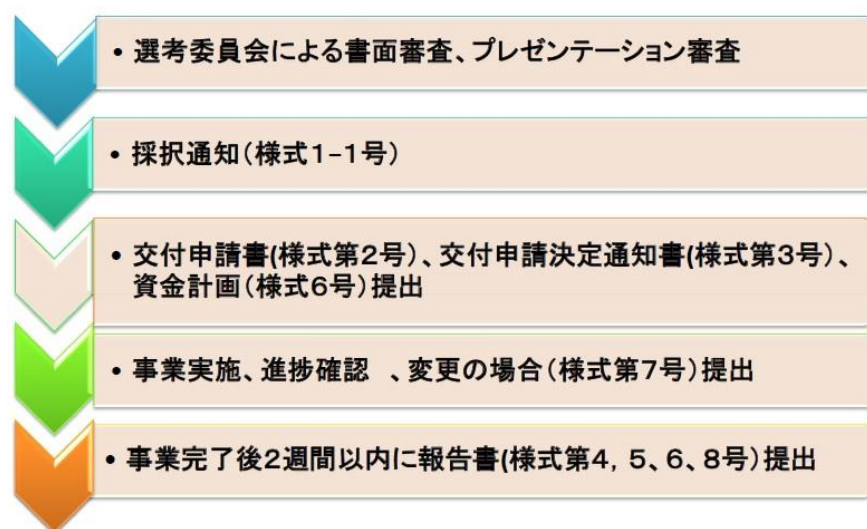 • 選考委員会による書面審査、プレゼンテーション審査
• 採択通知(様式1-1号)
• 交付申請書(様式第2号)、交付申請決定通知書(様式第3号)、
資金計画(様式6号)提出
• 事業実施、進捗確認 、変更の場合(様式第7号)提出
• 事業完了後2週間以内に報告書(様式第4,5、6、8号)提出